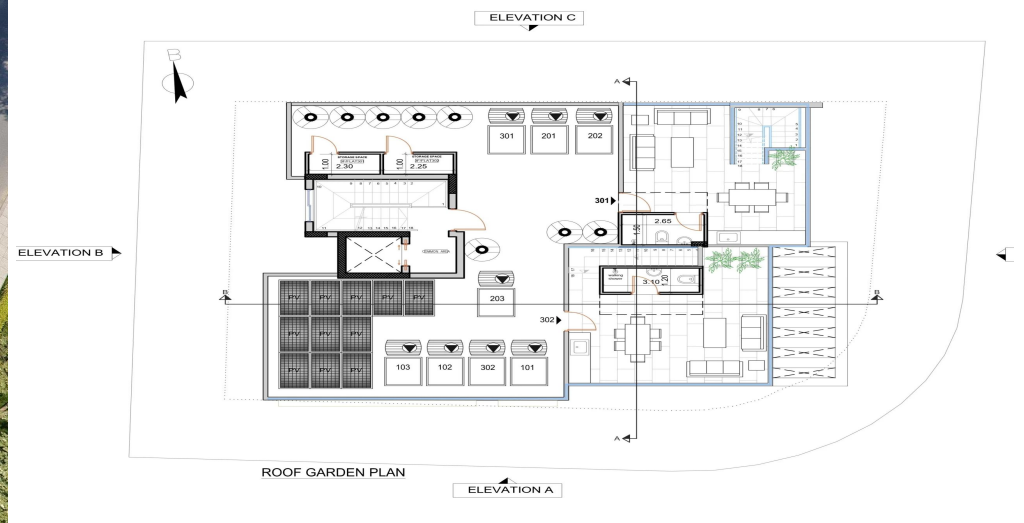 ELEVATION C
B
A
301
201
202
STORAGE SPACE
STORAGE SPACE
1.00
2.30
1.00
2.25
301
2.65
1.50
ELEVATION B
3.10
1.20
203
B
B
PV PV PV PV PV
302
PV PV PV
103
102
302
101
PV PV PV
A
ROOF GARDEN PLAN
ELEVATION A